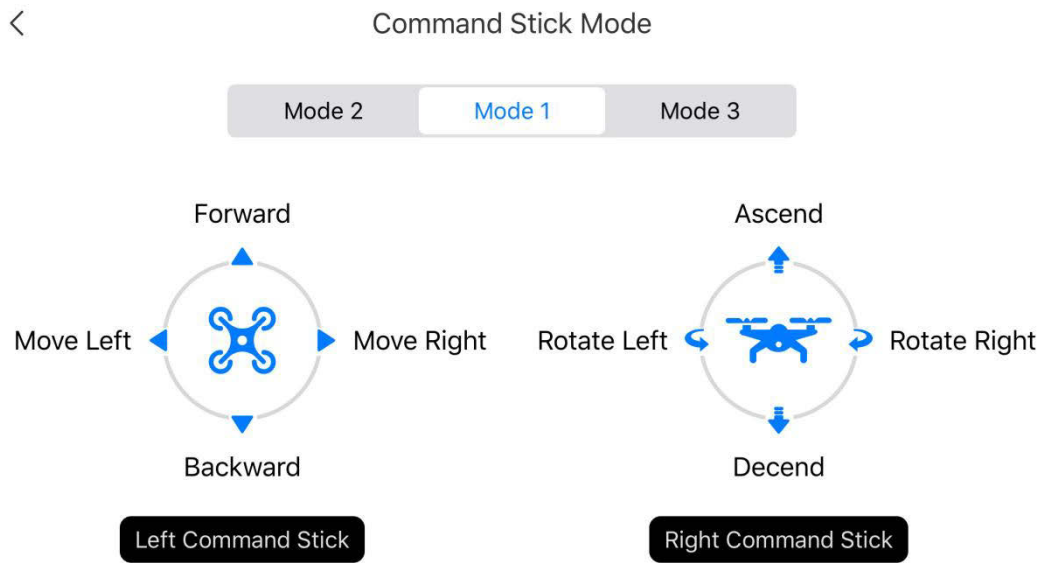 Command Stick Mode
Mode 2 Mode 1 Mode 3
Forward Ascend
Move Left Move Right Rotate Left Rotate Right
Backward Decend
Left Command Stick Right Command Stick